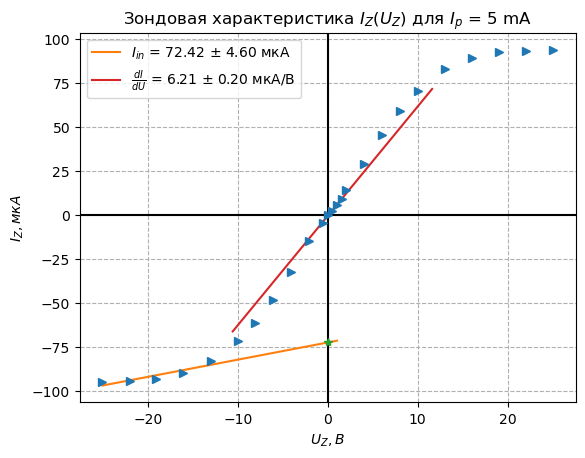 Зондовая характеристика I_Z(U_Z) для I_p = 5 mA
I_in = 72.42 ± 4.60 мкА
dI/dU = 6.21 ± 0.20 мкА/В
100
75
50
25
0
−25
−50
−75
−100
I_Z, мкА
−20
−10
0
10
20
U_Z, В